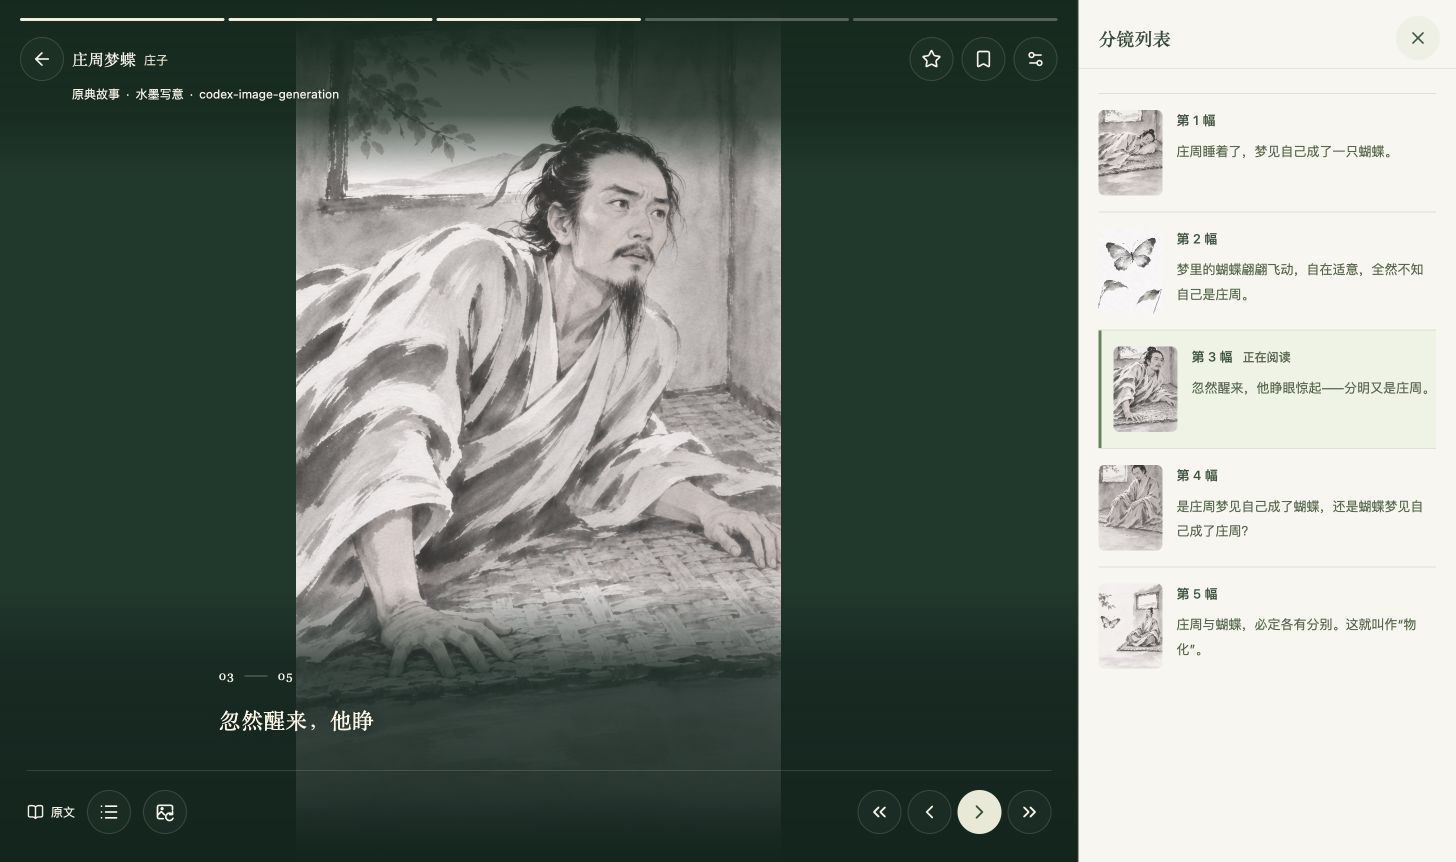 庄周梦蝶 庄子
原典故事 · 水墨写意 · codex-image-generation
03 — 05
忽然醒来，他睁
原文
分镜列表
第 1 幅
庄周睡着了，梦见自己成了一只蝴蝶。
第 2 幅
梦里的蝴蝶翩翩飞动，自在适意，全然不知
自己是庄周。
第 3 幅 正在阅读
忽然醒来，他睁眼惊起——分明又是庄周。
第 4 幅
是庄周梦见自己成了蝴蝶，还是蝴蝶梦见自
己成了庄周？
第 5 幅
庄周与蝴蝶，必定各有分别。这就叫作“物
化”。